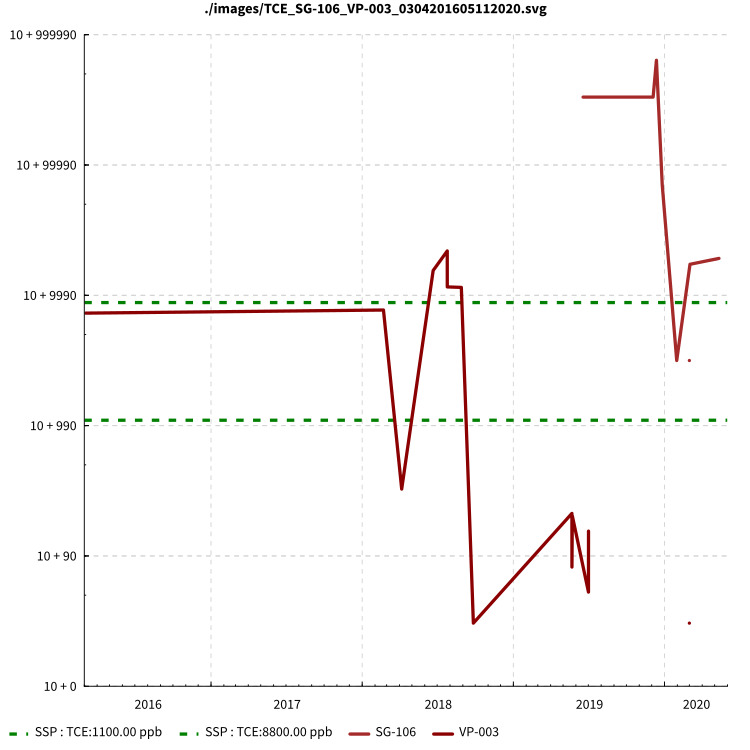 ./images/TCE_SG-106_VP-003_0304201605112020.svg
10 + 99990
10 + 99990
10 + 9990
10 + 990
10 + 90
10 + 0
2016 2017 2018 2019 2020
SSP : TCE:1100.00 ppb SSP : TCE:8800.00 ppb SG-106 VP-003